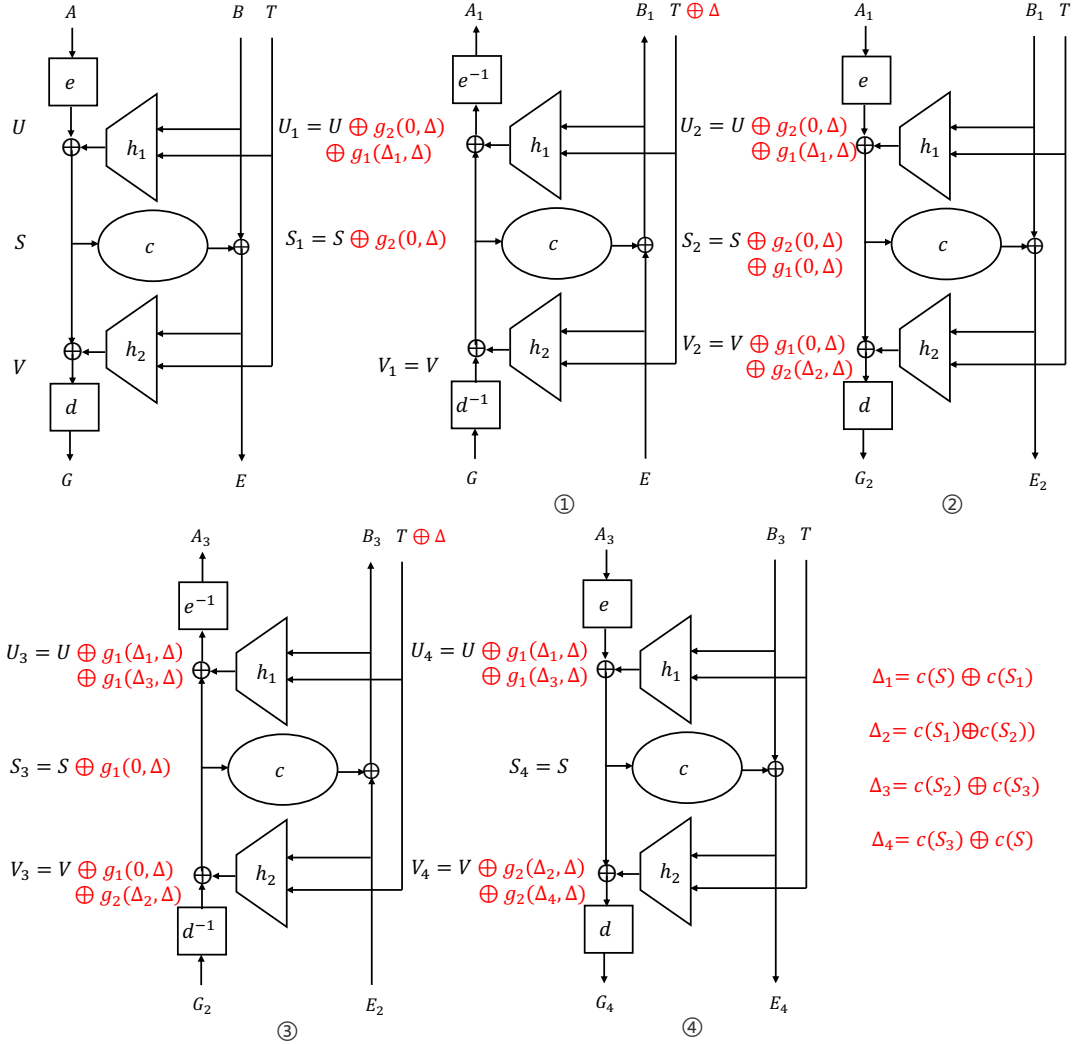 A B T
e
U
h₁
S
c
h₂
V
d
G E
A₁ B₁ T ⊕ Δ
e⁻¹
U₁ = U ⊕ g₂(0, Δ)
⊕ g₁(Δ₁, Δ)
h₁
S₁ = S ⊕ g₂(0, Δ)
c
h₂
V₁ = V
d⁻¹
G E
①
A₁ B₁ T
e
U₂ = U ⊕ g₂(0, Δ)
⊕ g₁(Δ₁, Δ)
h₁
S₂ = S ⊕ g₂(0, Δ)
⊕ g₁(0, Δ)
c
V₂ = V ⊕ g₁(0, Δ)
⊕ g₂(Δ₂, Δ)
h₂
d
G₂ E₂
②
A₃ B₃ T ⊕ Δ
e⁻¹
U₃ = U ⊕ g₁(Δ₁, Δ)
⊕ g₁(Δ₃, Δ)
h₁
S₃ = S ⊕ g₁(0, Δ)
c
V₃ = V ⊕ g₁(0, Δ)
⊕ g₂(Δ₂, Δ)
h₂
d⁻¹
G₂ E₂
③
A₃ B₃ T
e
U₄ = U ⊕ g₁(Δ₁, Δ)
⊕ g₁(Δ₃, Δ)
h₁
S₄ = S
c
V₄ = V ⊕ g₂(Δ₂, Δ)
⊕ g₂(Δ₄, Δ)
h₂
d
G₄ E₄
④
Δ₁= c(S) ⊕ c(S₁)
Δ₂= c(S₁)⊕c(S₂))
Δ₃= c(S₂) ⊕ c(S₃)
Δ₄= c(S₃) ⊕ c(S)